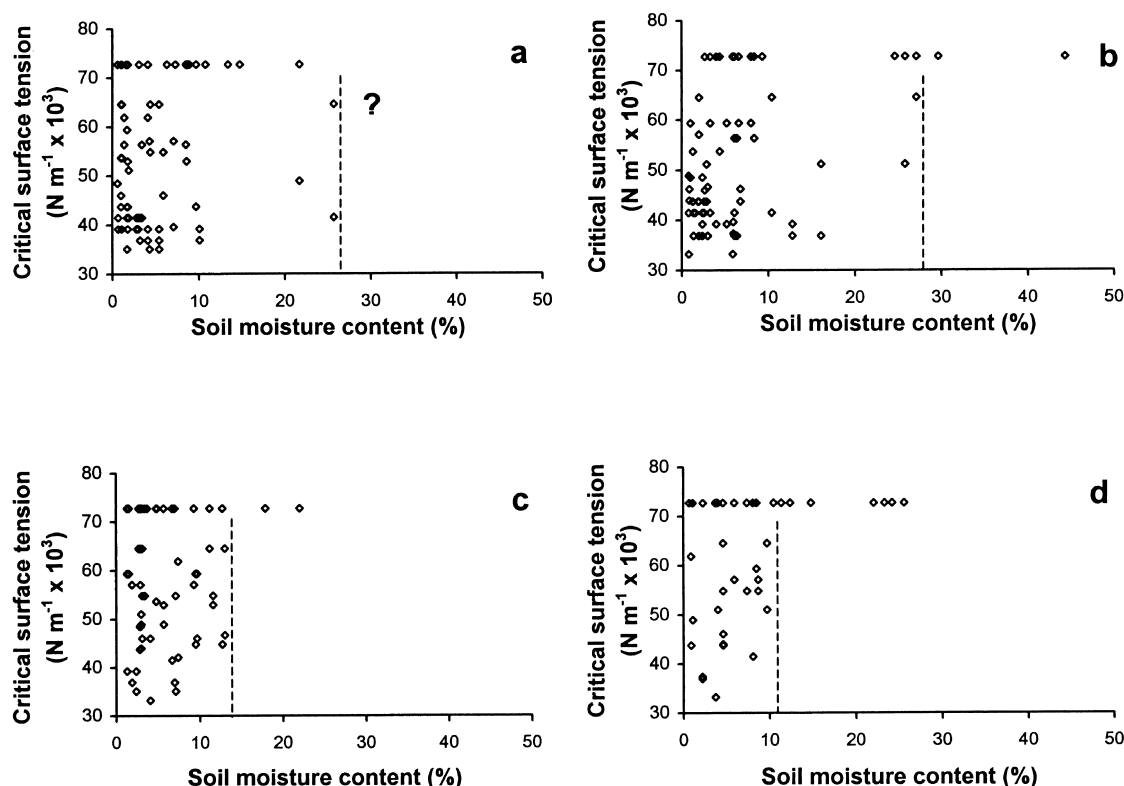 a
Critical surface tension
(N m⁻¹ x 10³)
80
70
60
50
40
30
?
0 10 20 30 40 50
Soil moisture content (%)
b
Critical surface tension
(N m⁻¹ x 10³)
80
70
60
50
40
30
0 10 20 30 40 50
Soil moisture content (%)
c
Critical surface tension
(N m⁻¹ x 10³)
80
70
60
50
40
30
0 10 20 30 40 50
Soil moisture content (%)
d
Critical surface tension
(N m⁻¹ x 10³)
80
70
60
50
40
30
0 10 20 30 40 50
Soil moisture content (%)